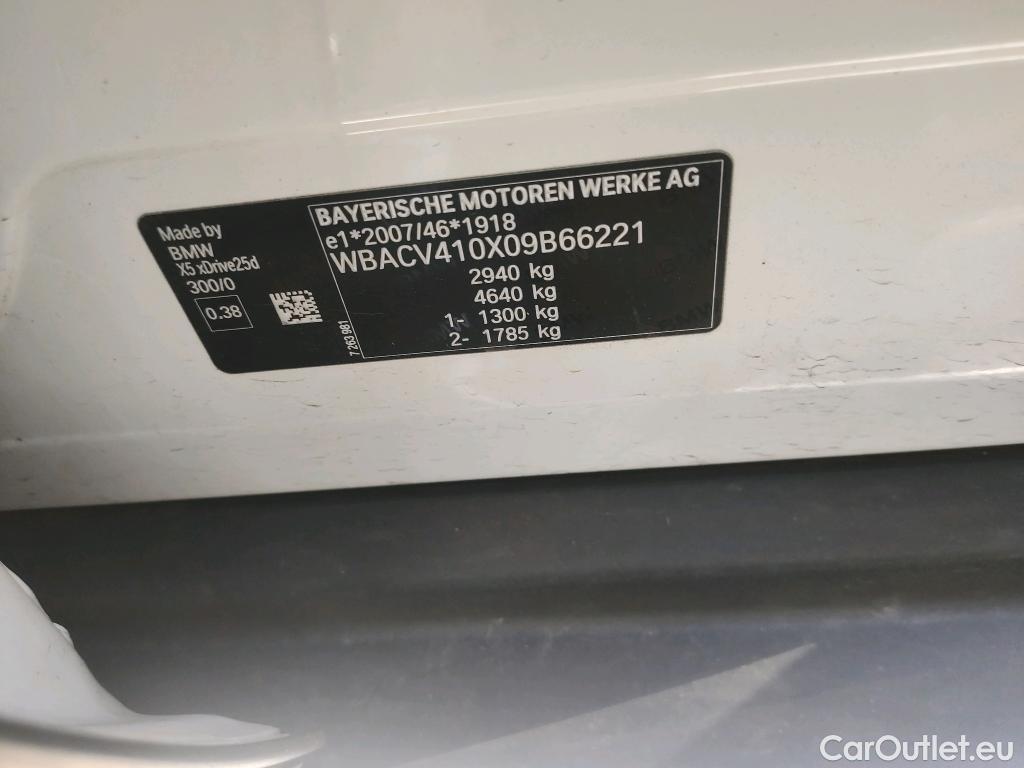 Made by
BMW
X5 xDrive25d
300/0
0.38
7 263 981
BAYERISCHE MOTOREN WERKE AG
e1*2007/46*1918
WBACV410X09B66221
2940 kg
4640 kg
1- 1300 kg
2- 1785 kg
CarOutlet.eu